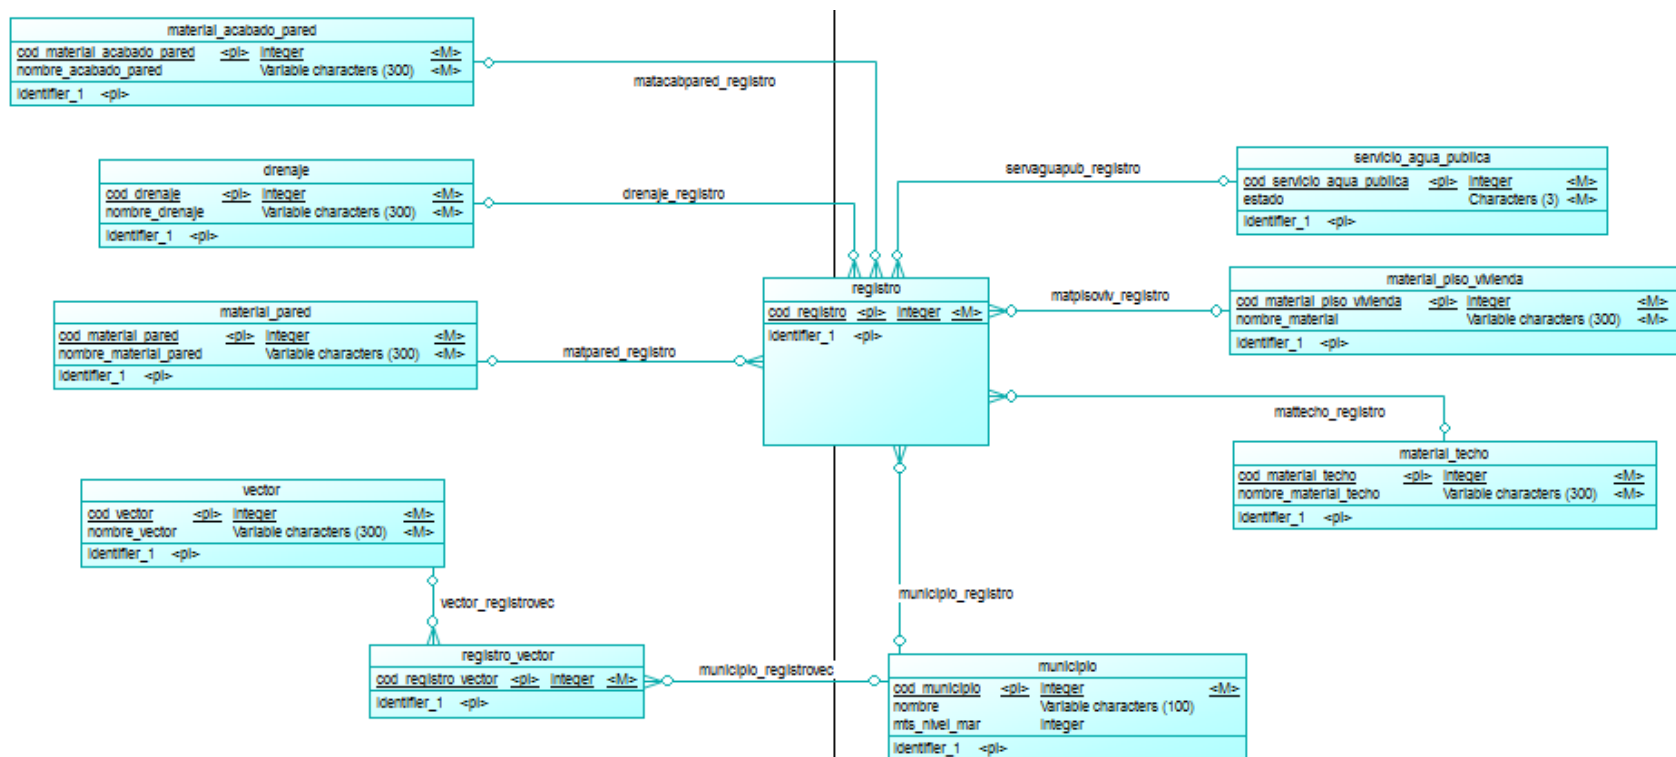 material_acabado_pared
cod_material_acabado_pared <pi> Integer <M>
nombre_acabado_pared Variable characters (300) <M>
Identifier_1 <pi>
matacabpared_registro
drenaje
cod_drenaje <pi> Integer <M>
nombre_drenaje Variable characters (300) <M>
Identifier_1 <pi>
drenaje_registro
servaguapub_registro
servicio_agua_publica
cod_servicio_agua_publica <pi> Integer <M>
estado Characters (3) <M>
Identifier_1 <pi>
material_pared
cod_material_pared <pi> Integer <M>
nombre_material_pared Variable characters (300) <M>
Identifier_1 <pi>
matpared_registro
registro
cod_registro <pi> Integer <M>
Identifier_1 <pi>
matpisoviv_registro
material_piso_vivienda
cod_material_piso_vivienda <pi> Integer <M>
nombre_material Variable characters (300) <M>
Identifier_1 <pi>
mattecho_registro
material_techo
cod_material_techo <pi> Integer <M>
nombre_material_techo Variable characters (300) <M>
Identifier_1 <pi>
vector
cod_vector <pi> Integer <M>
nombre_vector Variable characters (300) <M>
Identifier_1 <pi>
vector_registrovec
municipio_registro
registro_vector
cod_registro_vector <pi> Integer <M>
Identifier_1 <pi>
municipio_registrovec
municipio
cod_municipio <pi> Integer <M>
nombre Variable characters (100)
mts_nivel_mar Integer
Identifier_1 <pi>